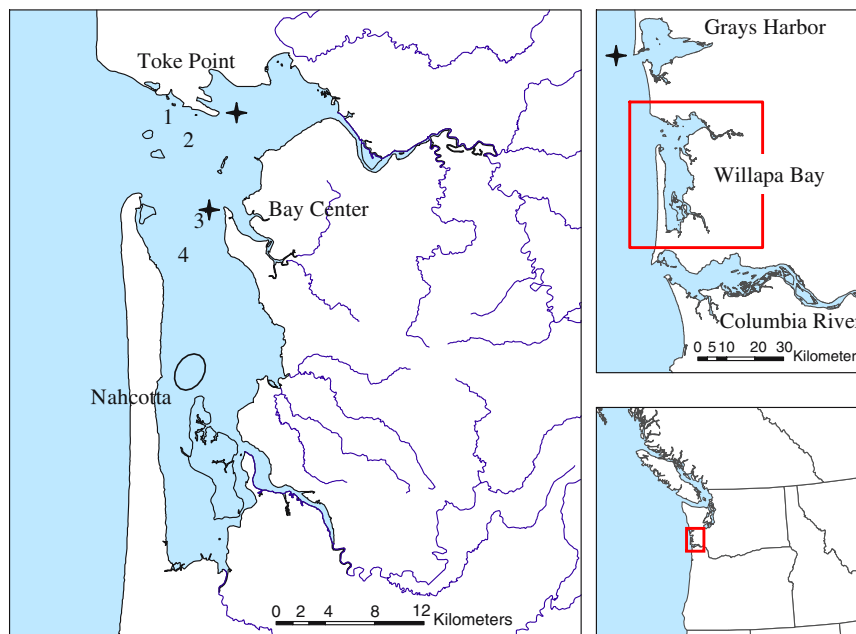 Toke Point
1
2
Bay Center
3
4
Nahcotta
0 2 4 8 12 Kilometers
Grays Harbor
Willapa Bay
Columbia River
0 5 10 20 30 Kilometers